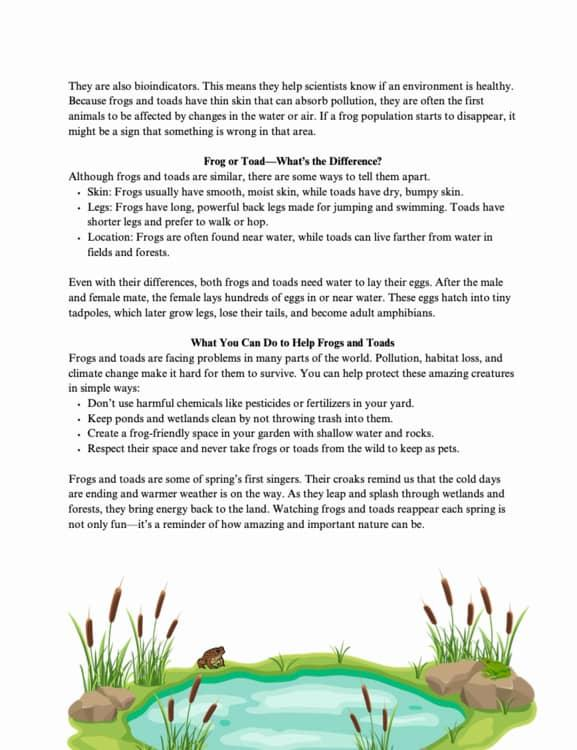 They are also bioindicators. This means they help scientists know if an environment is healthy.
Because frogs and toads have thin skin that can absorb pollution, they are often the first
animals to be affected by changes in the water or air. If a frog population starts to disappear, it
might be a sign that something is wrong in that area.
Frog or Toad—What's the Difference?
Although frogs and toads are similar, there are some ways to tell them apart.
• Skin: Frogs usually have smooth, moist skin, while toads have dry, bumpy skin.
• Legs: Frogs have long, powerful back legs made for jumping and swimming. Toads have
shorter legs and prefer to walk or hop.
• Location: Frogs are often found near water, while toads can live farther from water in
fields and forests.
Even with their differences, both frogs and toads need water to lay their eggs. After the male
and female mate, the female lays hundreds of eggs in or near water. These eggs hatch into tiny
tadpoles, which later grow legs, lose their tails, and become adult amphibians.
What You Can Do to Help Frogs and Toads
Frogs and toads are facing problems in many parts of the world. Pollution, habitat loss, and
climate change make it hard for them to survive. You can help protect these amazing creatures
in simple ways:
• Don't use harmful chemicals like pesticides or fertilizers in your yard.
• Keep ponds and wetlands clean by not throwing trash into them.
• Create a frog-friendly space in your garden with shallow water and rocks.
• Respect their space and never take frogs or toads from the wild to keep as pets.
Frogs and toads are some of spring's first singers. Their croaks remind us that the cold days
are ending and warmer weather is on the way. As they leap and splash through wetlands and
forests, they bring energy back to the land. Watching frogs and toads reappear each spring is
not only fun—it's a reminder of how amazing and important nature can be.